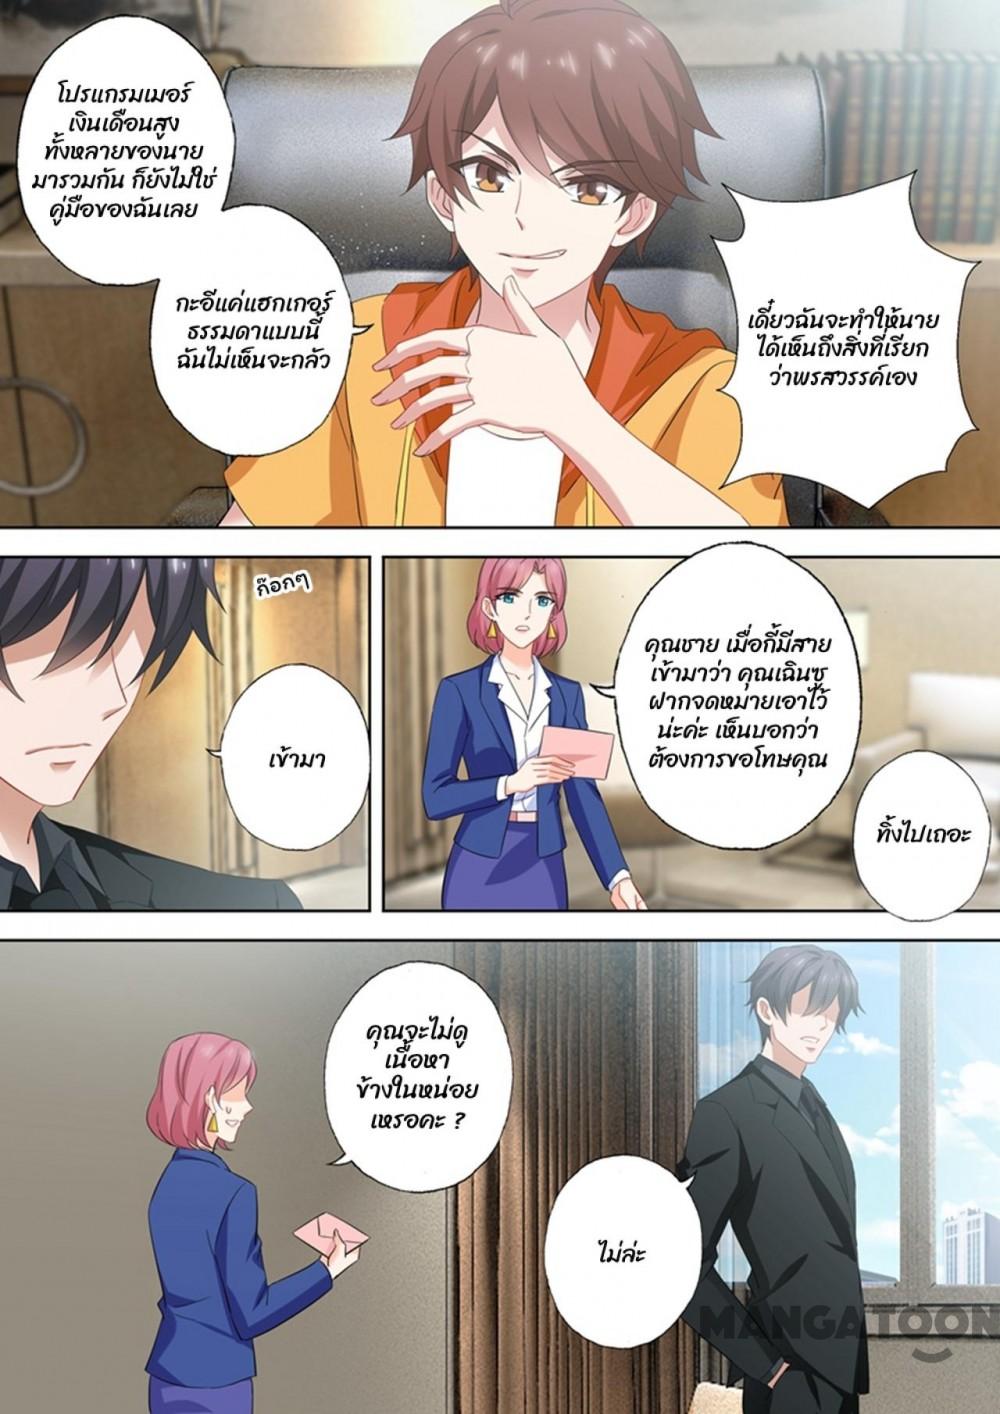 โปรแกรมเมอร์
เงินเดือนสูง
ทั้งหลายของนาย
มารวมกัน ก็ยังไม่ใช่
คู่มือของฉันเลย
กะอีแค่แฮกเกอร์
ธรรมดาแบบนี้
ฉันไม่เห็นจะกลัว
เดี๋ยวฉันจะทำให้นาย
ได้เห็นถึงสิ่งที่เรียก
ว่าพรสวรรค์เอง
ก๊อกๆ
เข้ามา
คุณชาย เมื่อกี้มีสาย
เข้ามาว่า คุณเฉินซู
ฝากจดหมายเอาไว้
น่ะค่ะ เห็นบอกว่า
ต้องการขอโทษคุณ
ทิ้งไปเถอะ
คุณจะไม่ดู
เนื้อหา
ข้างในหน่อย
เหรอคะ ?
ไม่ล่ะ
MANGATOON